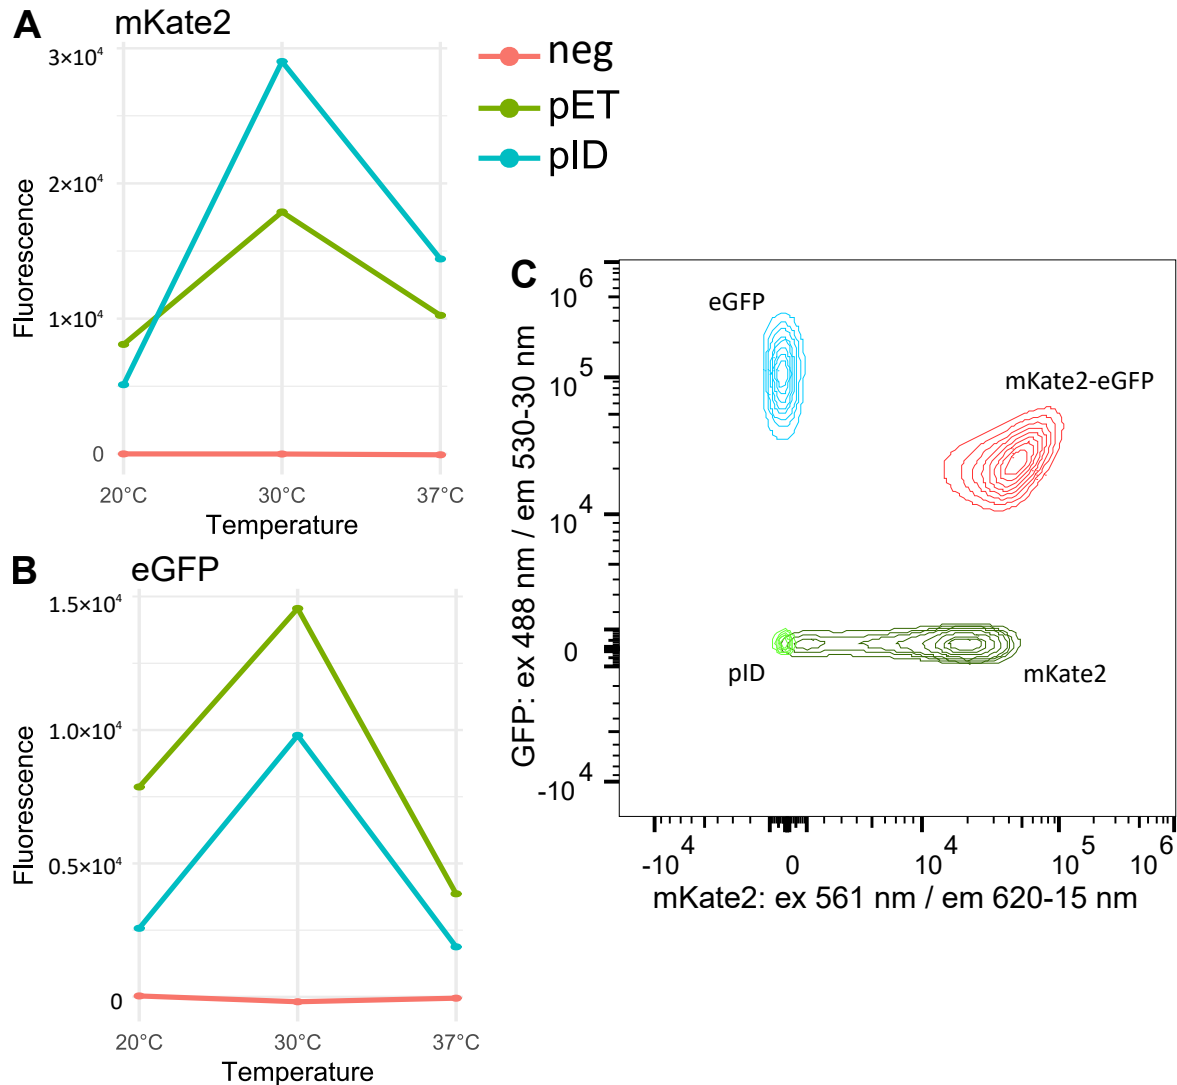 A mKate2
3×10⁴
2×10⁴
1×10⁴
0
Fluorescence
20°C 30°C 37°C
Temperature
neg
pET
pID
B eGFP
1.5×10⁴
1.0×10⁴
0.5×10⁴
0
Fluorescence
20°C 30°C 37°C
Temperature
C
GFP: ex 488 nm / em 530-30 nm
10⁶
10⁵
10⁴
0
-10⁴
eGFP
mKate2-eGFP
pID
mKate2
-10⁴ 0 10⁴ 10⁵ 10⁶
mKate2: ex 561 nm / em 620-15 nm